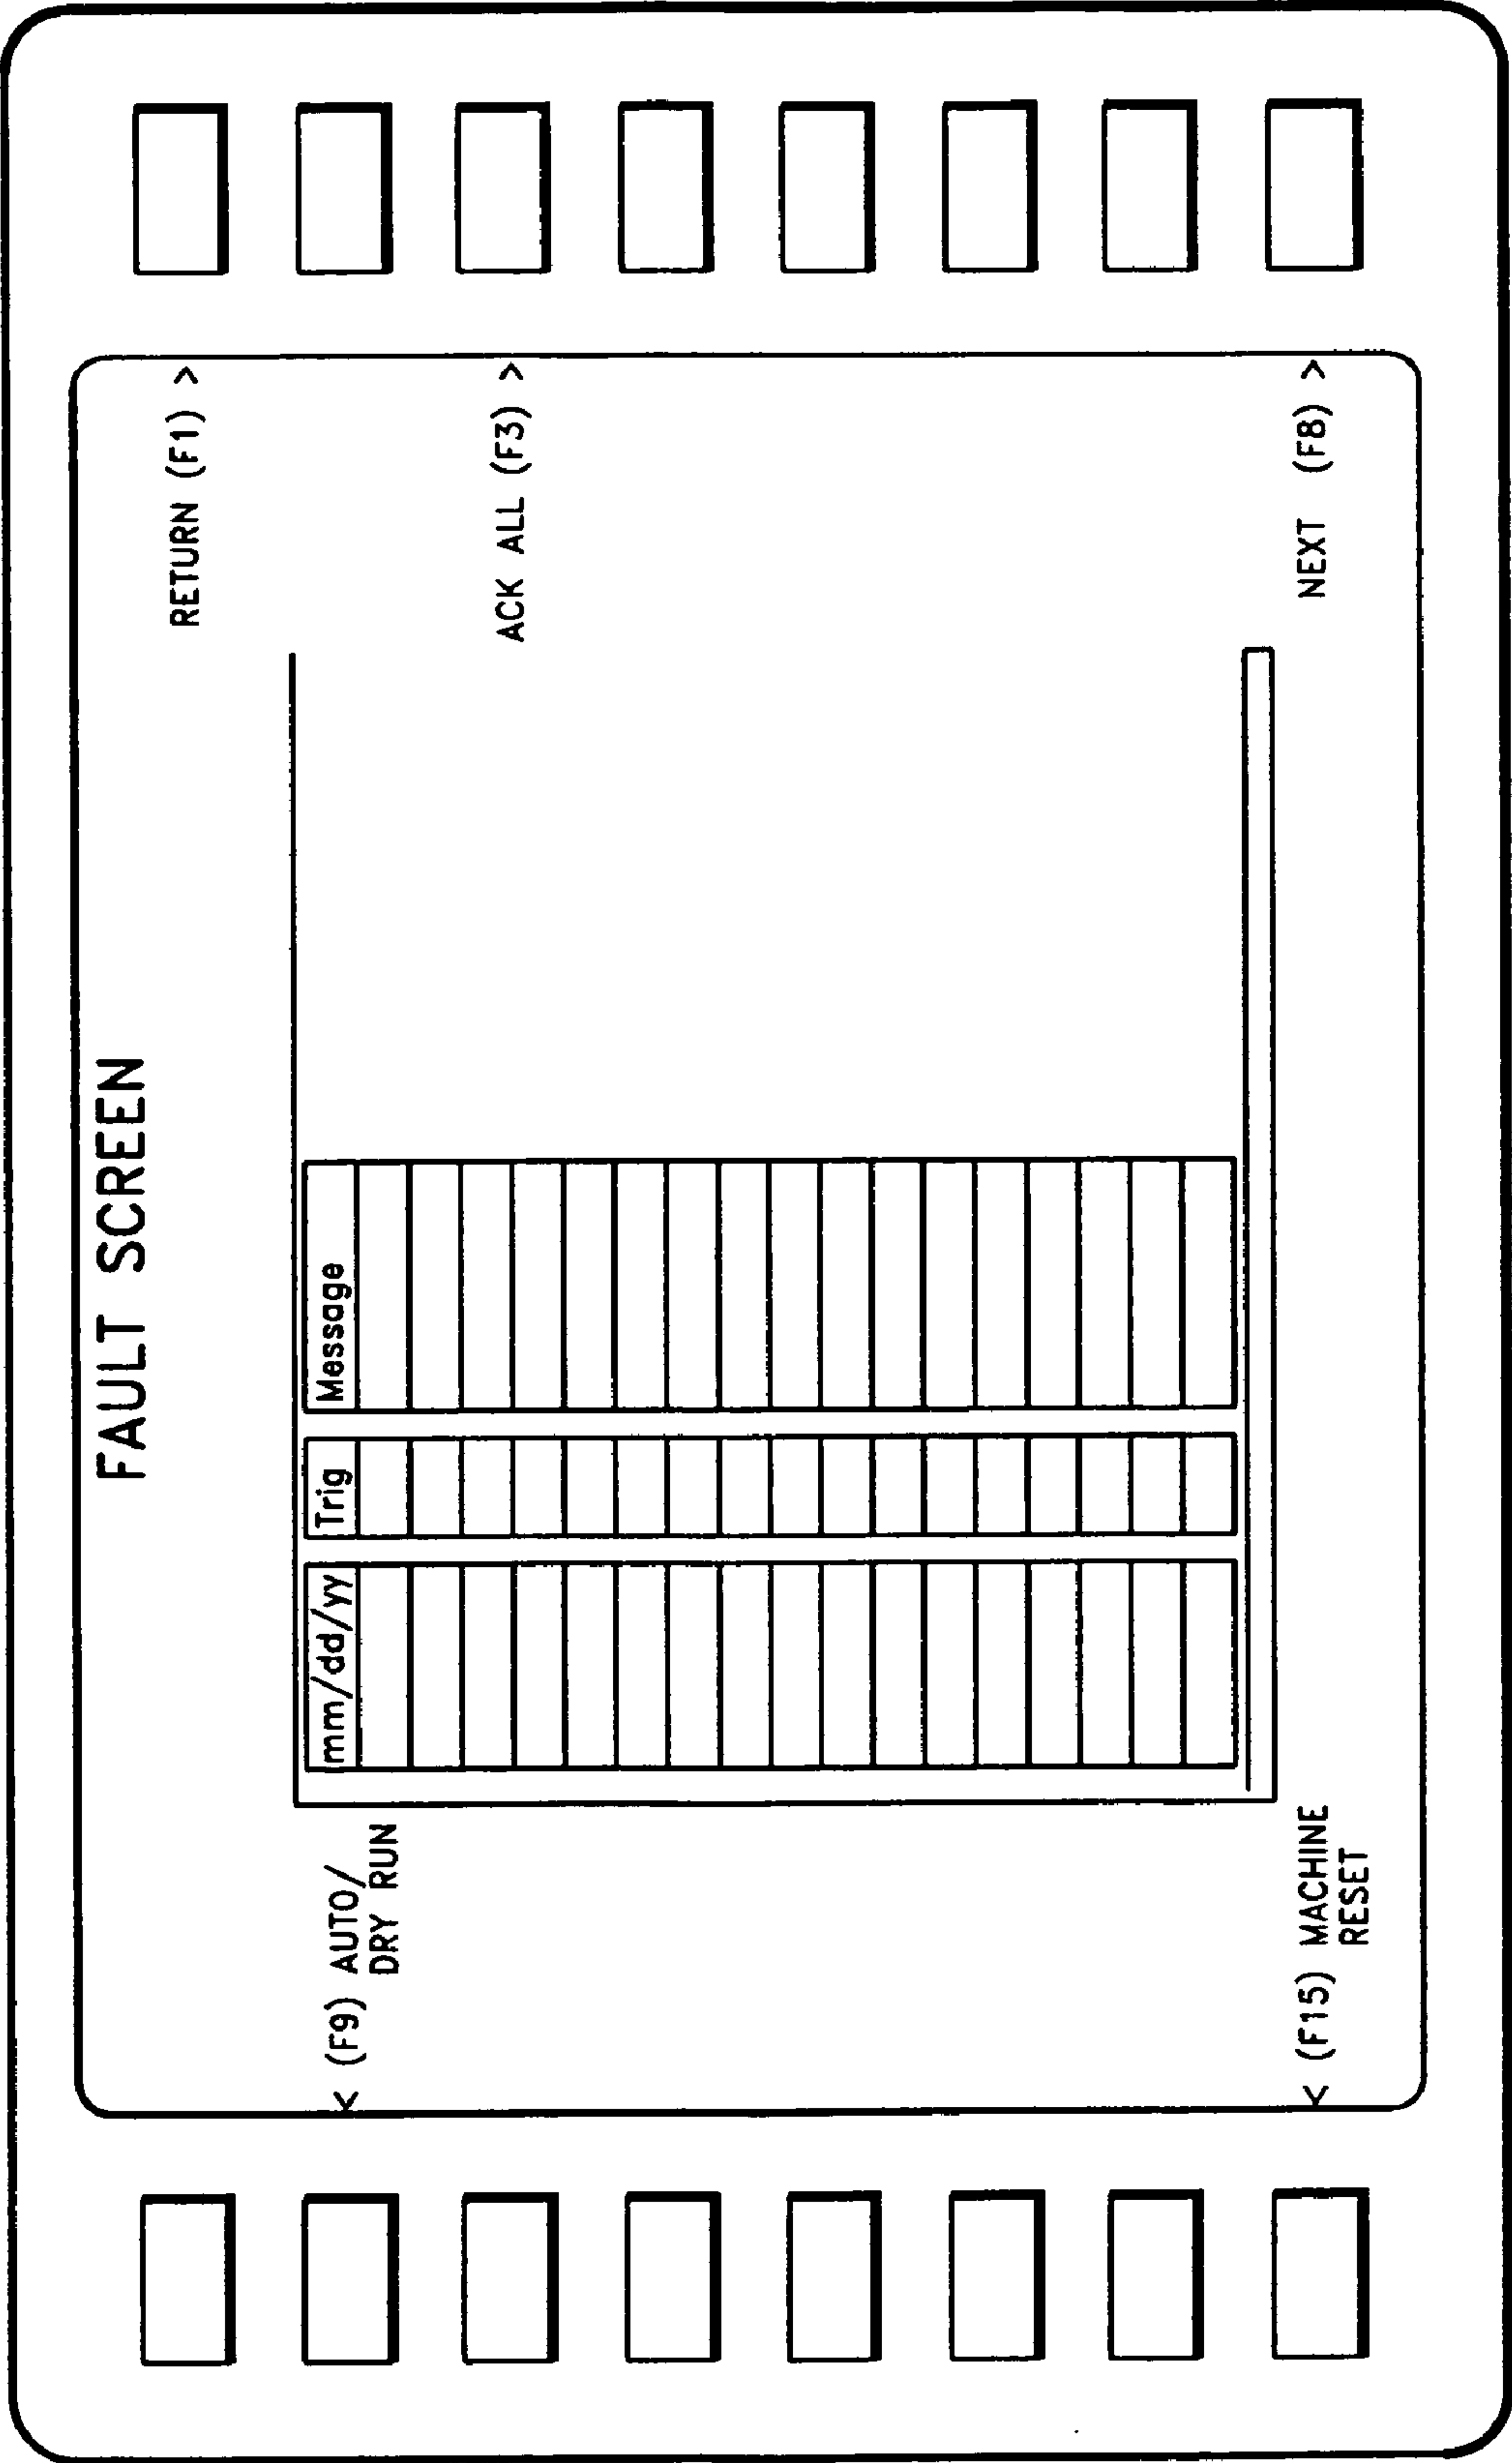 FAULT SCREEN
RETURN (F1) >
< (F9) AUTO/
DRY RUN
mm/dd/yy Trig Message
ACK ALL (F3) >
< (F15) MACHINE
RESET
NEXT (F8) >